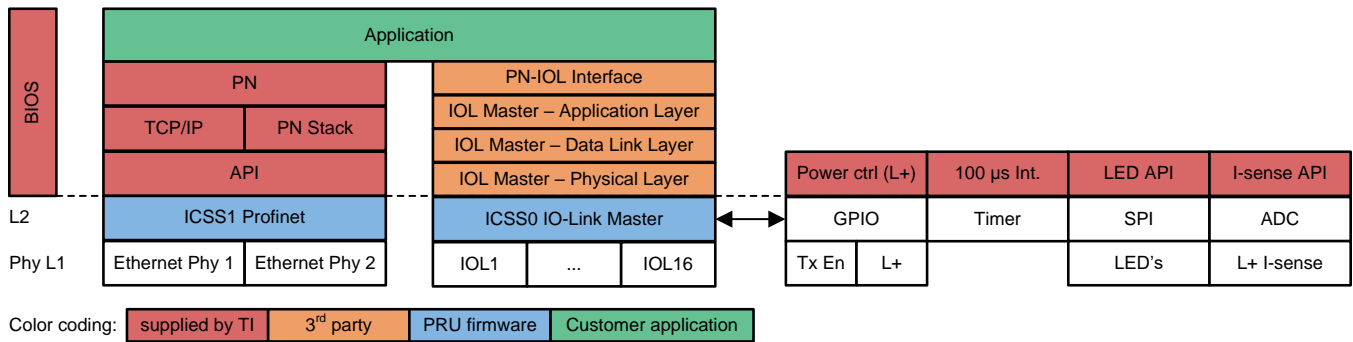 BIOS
Application
PN
PN-IOL Interface
TCP/IP
PN Stack
IOL Master – Application Layer
IOL Master – Data Link Layer
API
IOL Master – Physical Layer
Power ctrl (L+)
100 µs Int.
LED API
I-sense API
L2
ICSS1 Profinet
ICSS0 IO-Link Master
GPIO
Timer
SPI
ADC
Phy L1
Ethernet Phy 1
Ethernet Phy 2
IOL1
...
IOL16
Tx En
L+
LED's
L+ I-sense
Color coding:
supplied by TI
3rd party
PRU firmware
Customer application